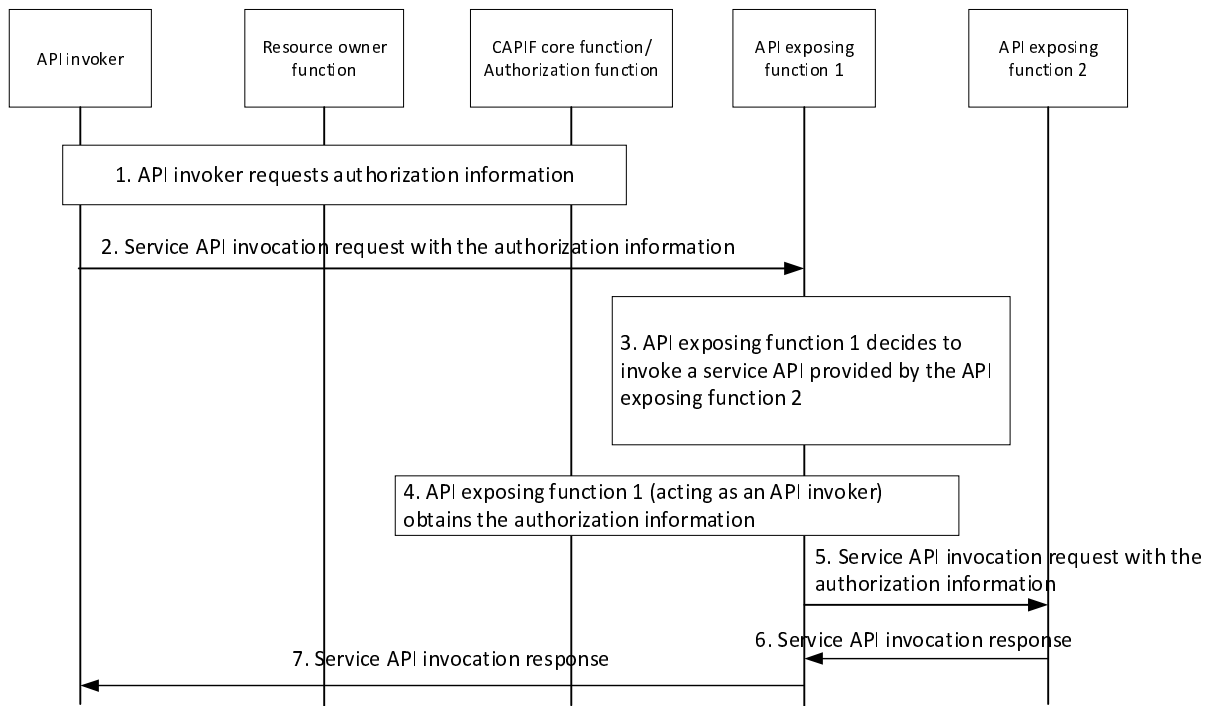 API invoker
Resource owner
function
CAPIF core function/
Authorization function
API exposing
function 1
API exposing
function 2
1. API invoker requests authorization information
2. Service API invocation request with the authorization information
3. API exposing function 1 decides to
invoke a service API provided by the API
exposing function 2
4. API exposing function 1 (acting as an API invoker)
obtains the authorization information
5. Service API invocation request with the
authorization information
6. Service API invocation response
7. Service API invocation response